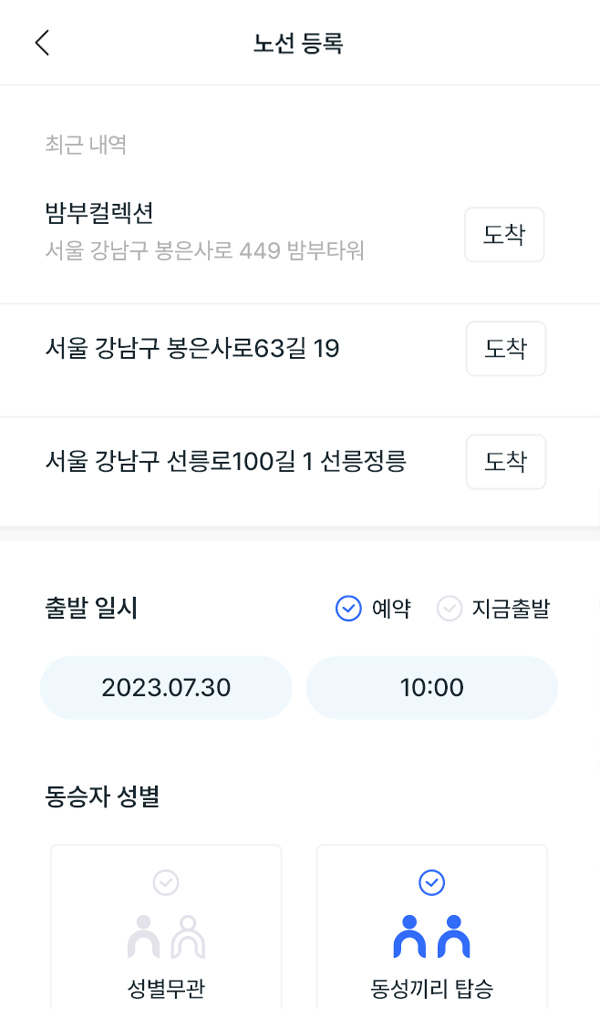 노선 등록
최근 내역
밤부컬렉션
서울 강남구 봉은사로 449 밤부타워
도착
서울 강남구 봉은사로63길 19
도착
서울 강남구 선릉로100길 1 선릉정릉
도착
출발 일시
예약
지금출발
2023.07.30
10:00
동승자 성별
성별무관
동성끼리 탑승